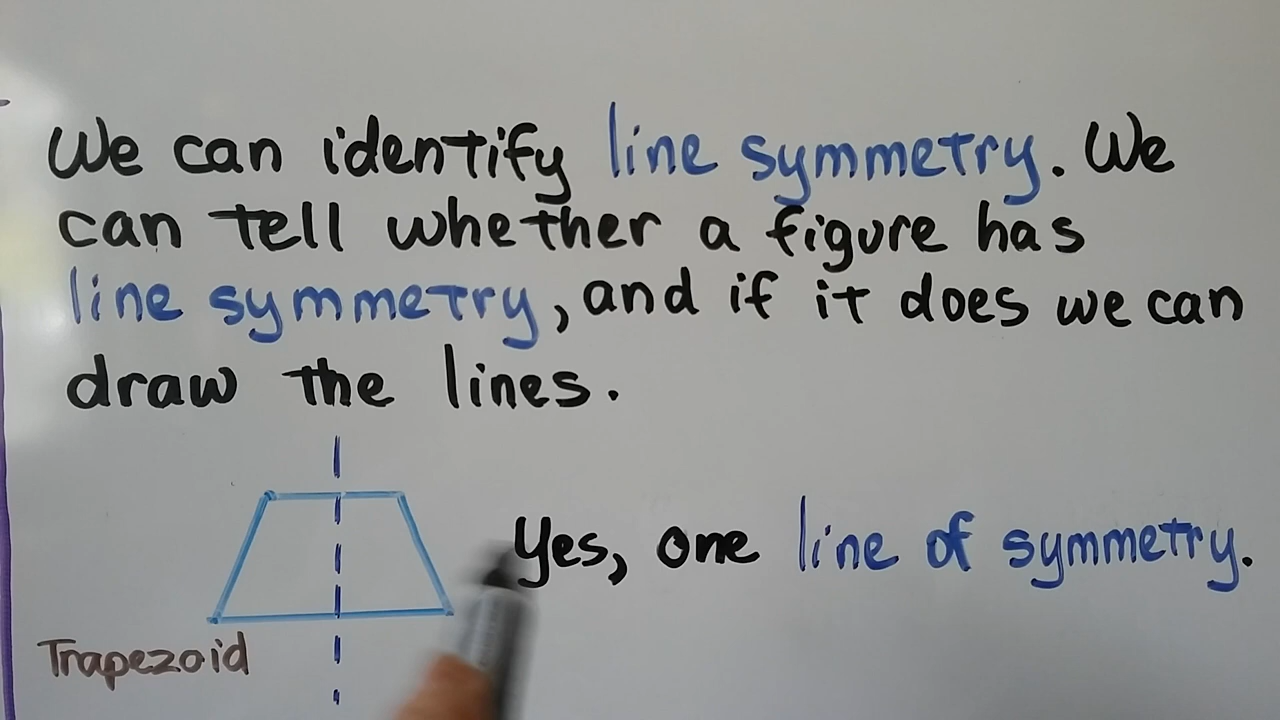 We can identify line symmetry. We
can tell whether a figure has
line symmetry, and if it does we can
draw the lines.
Yes, one line of symmetry.
Trapezoid